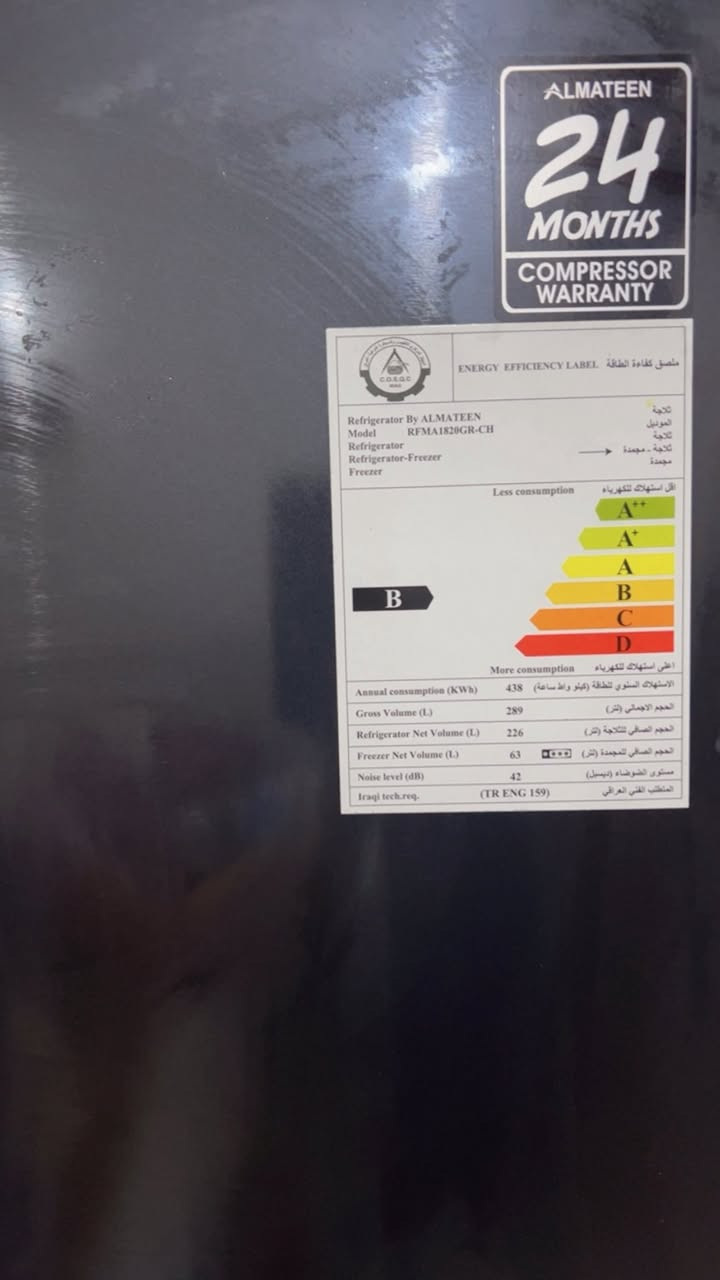 ALMATEEN
24
MONTHS
COMPRESSOR
WARRANTY
C.O.S.Q.C
ENERGY EFFICIENCY LABEL ملصق كفاءة الطاقة
Refrigerator By ALMATEEN ثلاجة
Model RFMA1820GR-CH الموديل
Refrigerator ثلاجة
Refrigerator-Freezer ثلاجة - مجمدة
Freezer مجمدة
Less consumption اقل استهلاك للكهرباء
A++
A+
A
B B
C
D
More consumption اعلى استهلاك للكهرباء
Annual consumption (KWh) 438 الاستهلاك السنوي للطاقة (كيلو واط ساعة)
Gross Volume (L) 289 الحجم الاجمالي (لتر)
Refrigerator Net Volume (L) 226 الحجم الصافي للثلاجة (لتر)
Freezer Net Volume (L) 63 الحجم الصافي للمجمدة (لتر)
Noise level (dB) 42 مستوى الضوضاء (ديسبل)
Iraqi tech.req. (TR ENG 159) المتطلب الفني العراقي